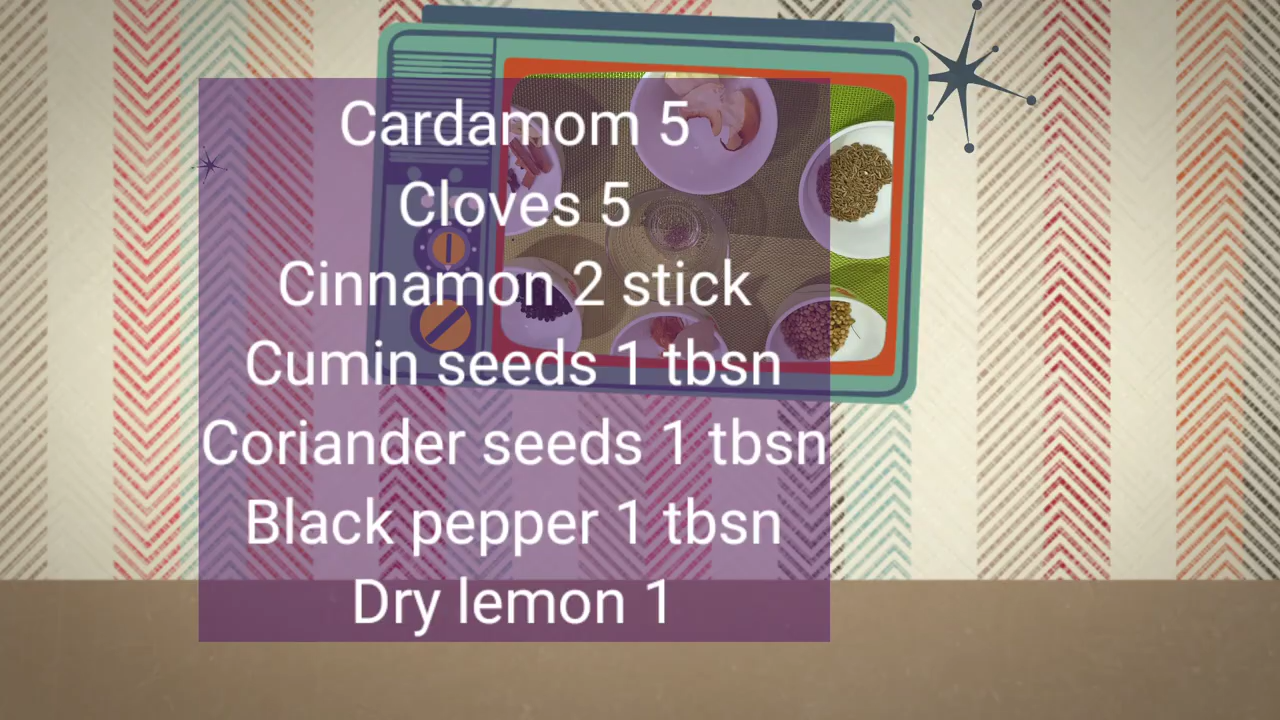 Cardamom 5
Cloves 5
Cinnamon 2 stick
Cumin seeds 1 tbsn
Coriander seeds 1 tbsn
Black pepper 1 tbsn
Dry lemon 1